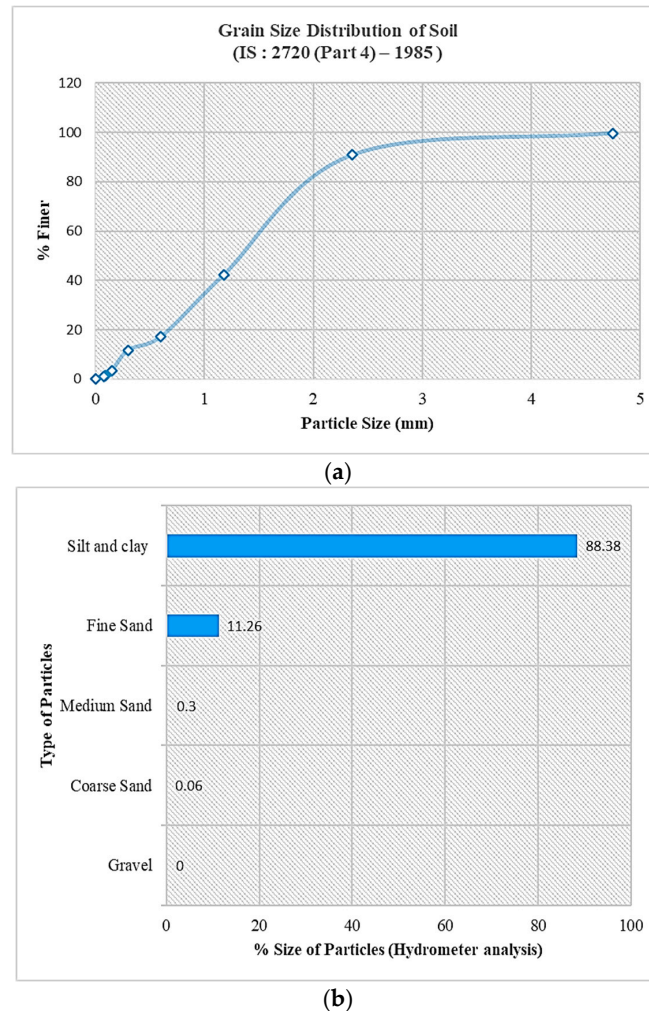 Grain Size Distribution of Soil
(IS : 2720 (Part 4) – 1985 )
120
100
80
60
40
20
0
% Finer
0 1 2 3 4 5
Particle Size (mm)
(a)
Type of Particles
Silt and clay 88.38
Fine Sand 11.26
Medium Sand 0.3
Coarse Sand 0.06
Gravel 0
0 20 40 60 80 100
% Size of Particles (Hydrometer analysis)
(b)